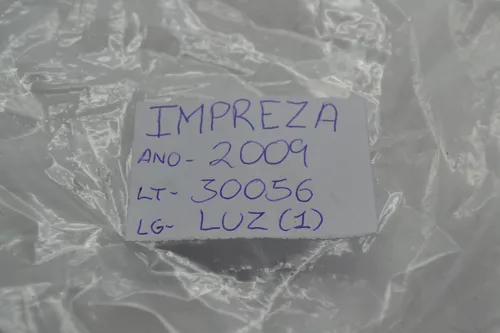 IMPREZA
ANO- 2009
LT- 30056
LG- LUZ (1)